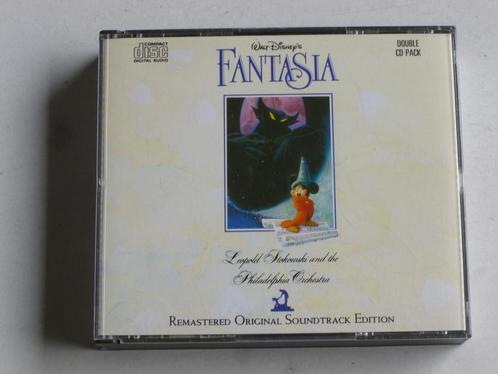 COMPACT
disc
DIGITAL AUDIO
WALT DISNEY'S
FANTASIA
DOUBLE
CD PACK
Leopold Stokowski and the
Philadelphia Orchestra
REMASTERED ORIGINAL SOUNDTRACK EDITION